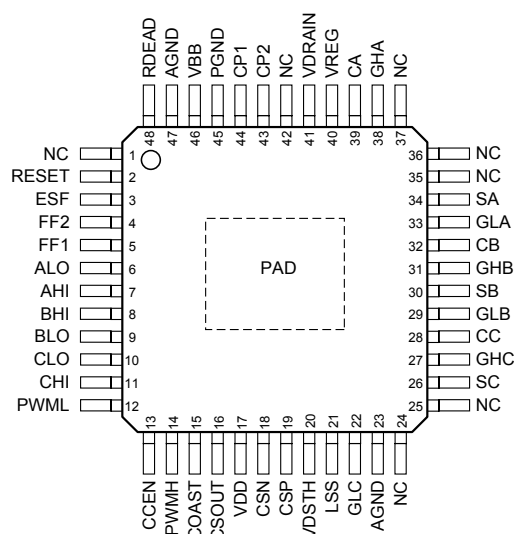 RDEAD
AGND
VBB
PGND
CP1
CP2
NC
VDRAIN
VREG
CA
GHA
NC
48
47
46
45
44
43
42
41
40
39
38
37
NC 1
RESET 2
ESF 3
FF2 4
FF1 5
ALO 6
AHI 7
BHI 8
BLO 9
CLO 10
CHI 11
PWML 12
PAD
36 NC
35 NC
34 SA
33 GLA
32 CB
31 GHB
30 SB
29 GLB
28 CC
27 GHC
26 SC
25 NC
13
14
15
16
17
18
19
20
21
22
23
24
CCEN
PWMH
COAST
CSOUT
VDD
CSN
CSP
VDSTH
LSS
GLC
AGND
NC